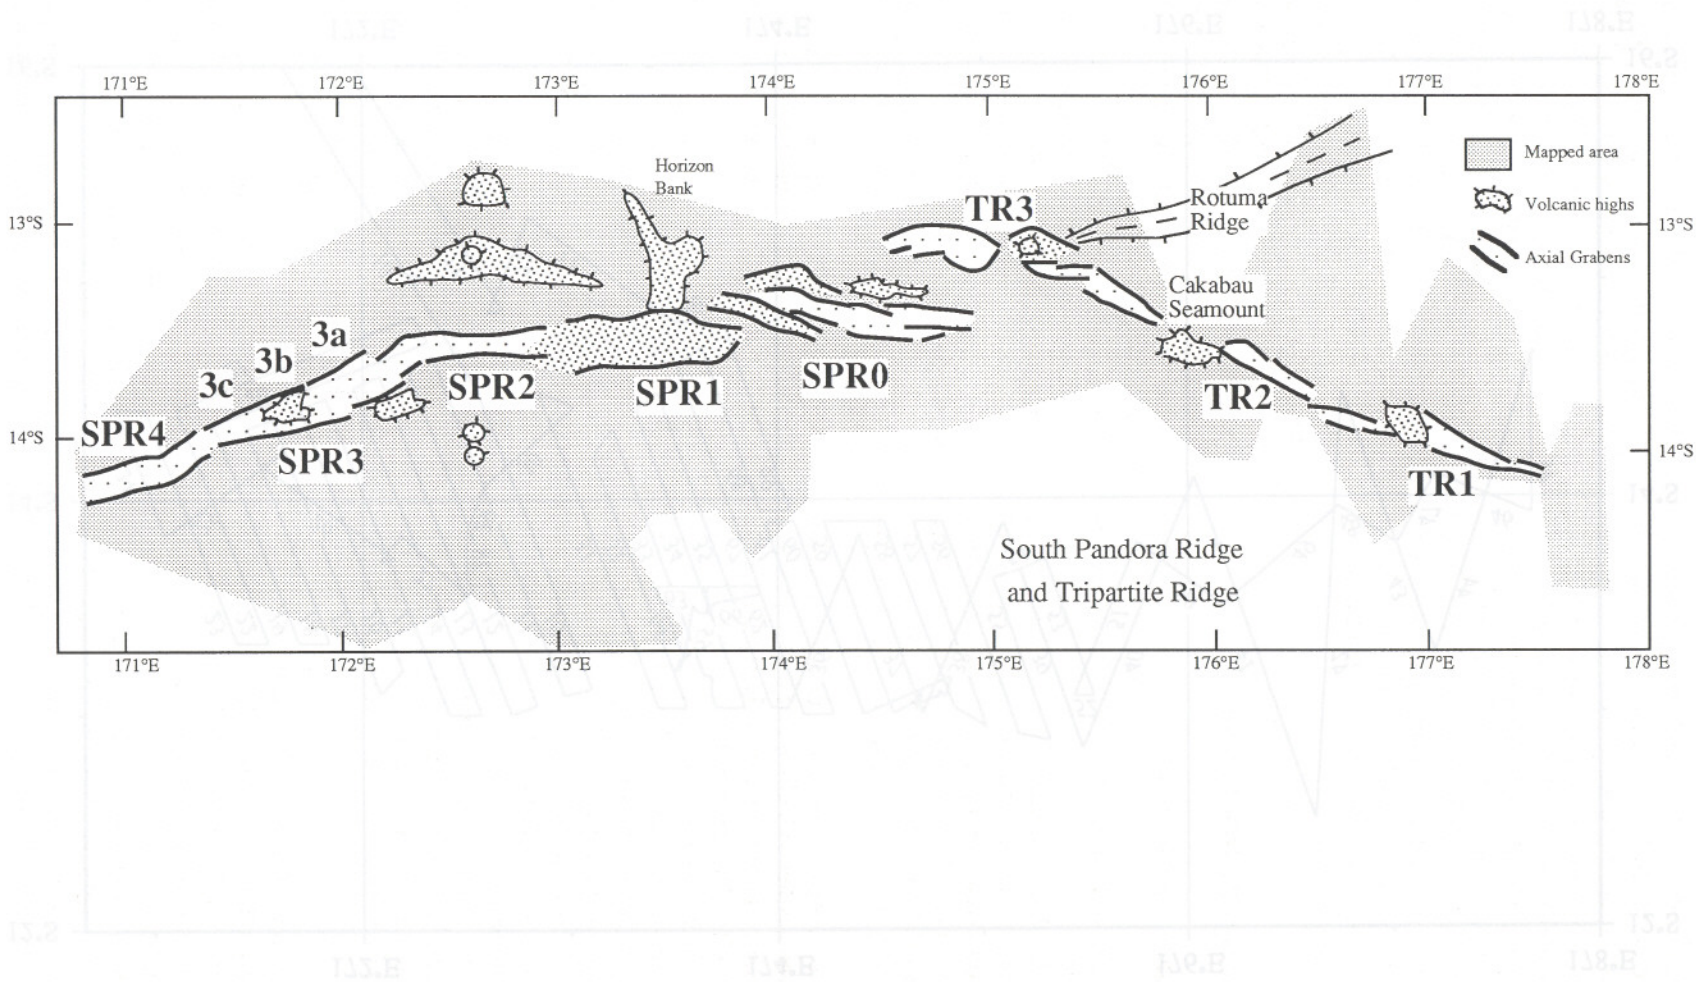 171°E 172°E 173°E 174°E 175°E 176°E 177°E 178°E
Mapped area
Horizon
Bank
Volcanic highs
Rotuma
Ridge
TR3
13°S
13°S
Axial Grabens
Cakabau
Seamount
3a
3b
3c
SPR2
SPR1
SPR0
TR2
SPR4
14°S
14°S
SPR3
TR1
South Pandora Ridge
and Tripartite Ridge
171°E 172°E 173°E 174°E 175°E 176°E 177°E 178°E